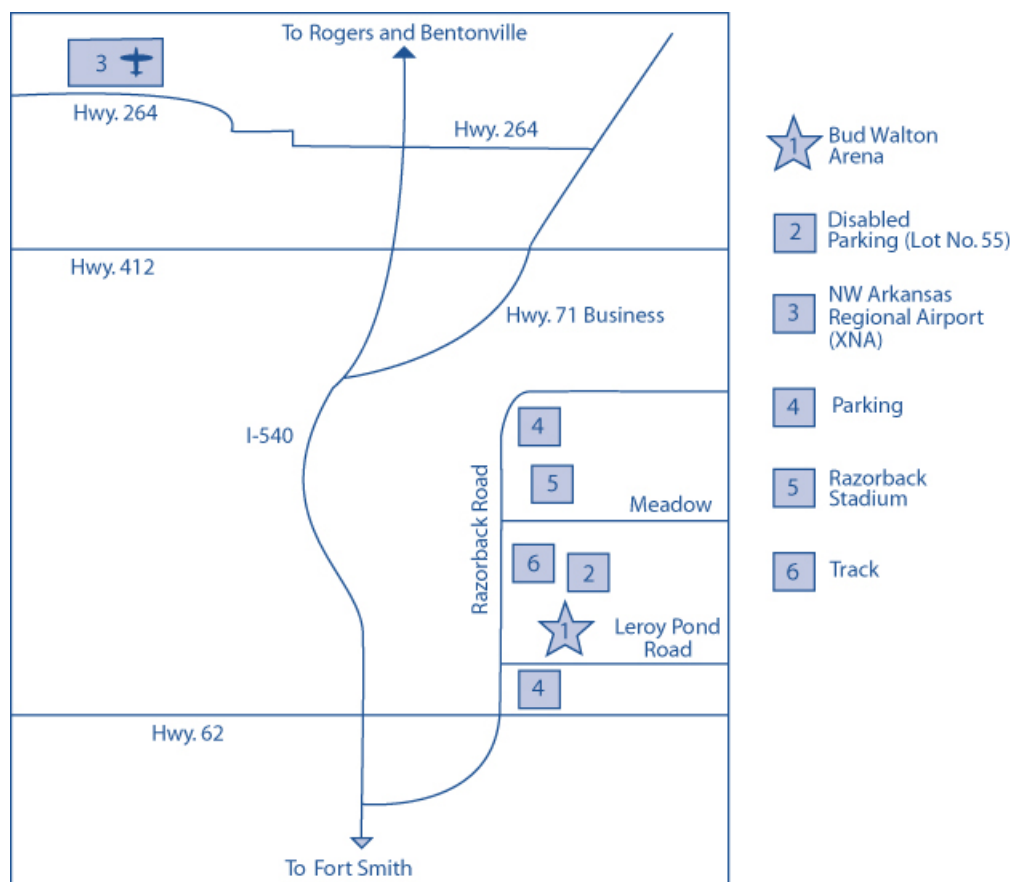 To Rogers and Bentonville
3
Hwy. 264
Hwy. 264
Hwy. 412
Hwy. 71 Business
I-540
4
5
Razorback Road
Meadow
6
2
1
Leroy Pond
Road
4
Hwy. 62
To Fort Smith
1
Bud Walton
Arena
2
Disabled
Parking (Lot No. 55)
3
NW Arkansas
Regional Airport
(XNA)
4
Parking
5
Razorback
Stadium
6
Track